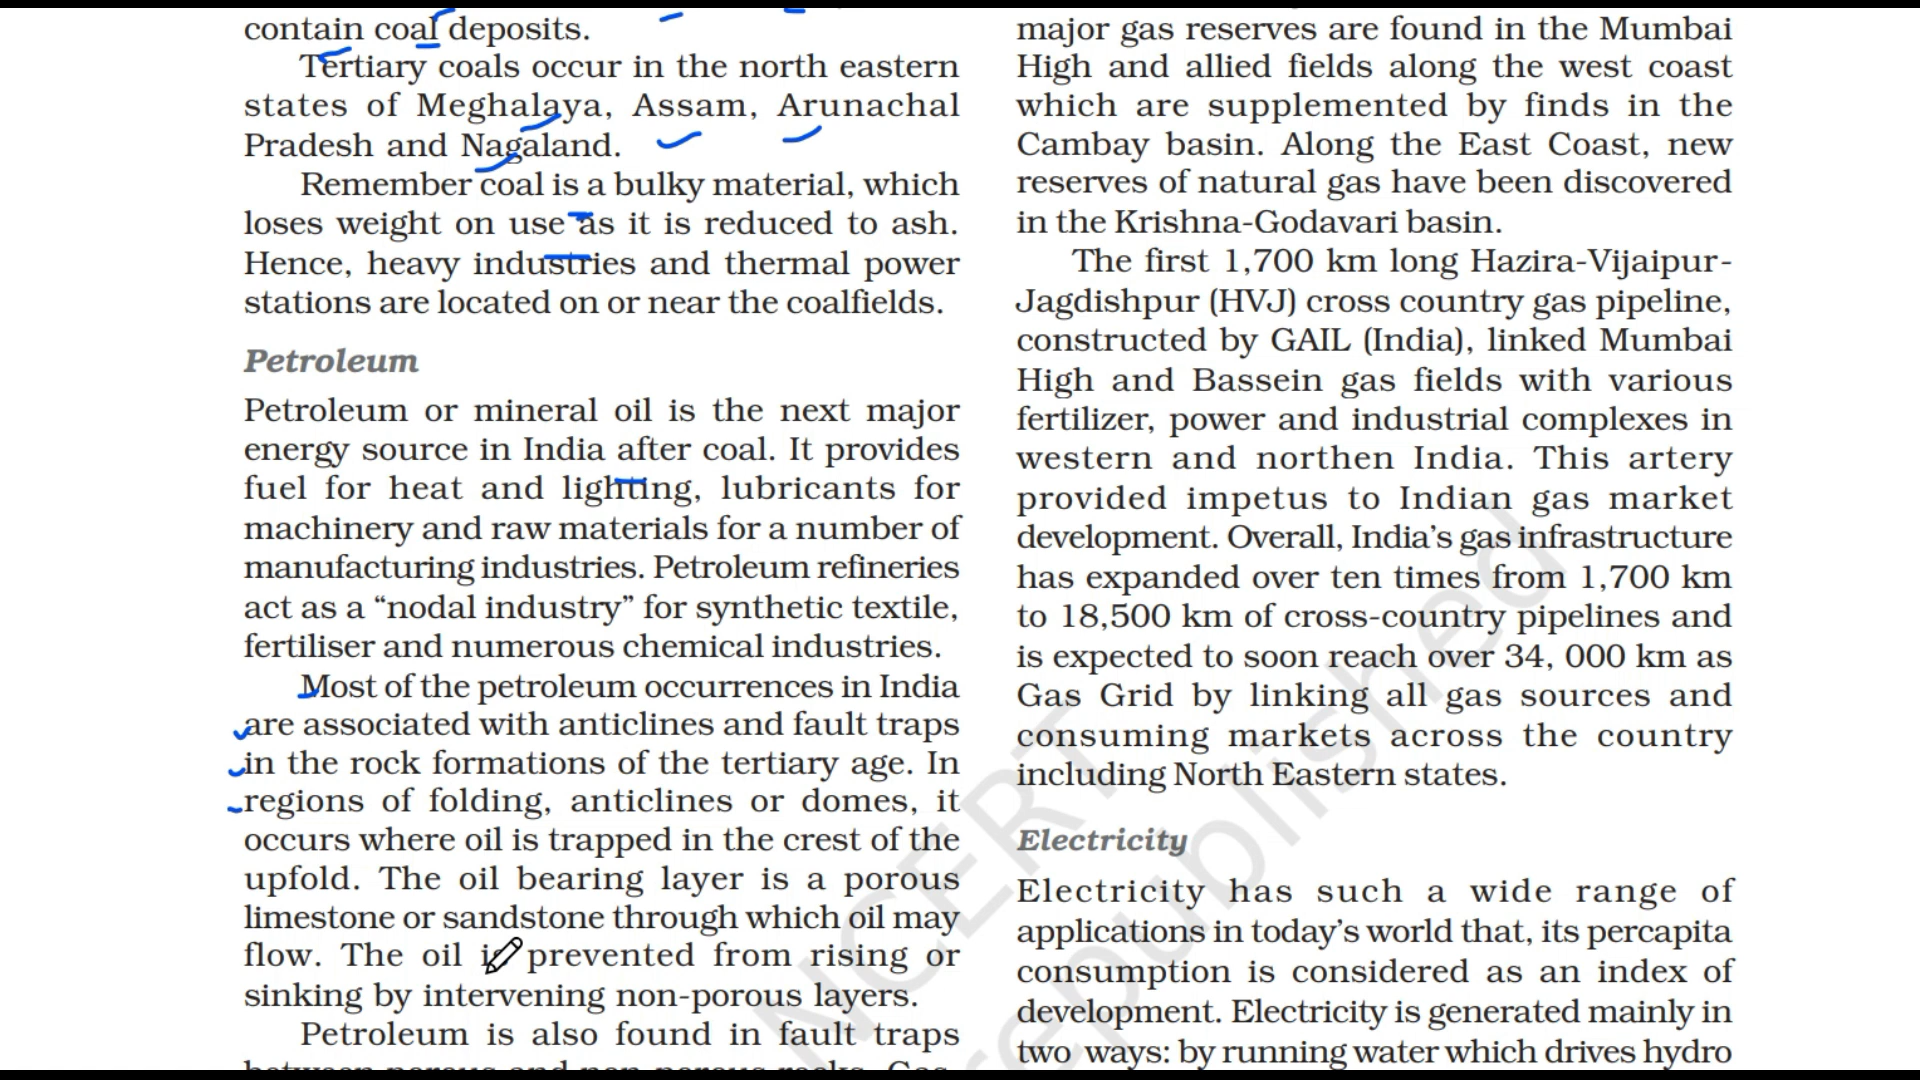 contain coal deposits.
Tertiary coals occur in the north eastern
states of Meghalaya, Assam, Arunachal
Pradesh and Nagaland.
Remember coal is a bulky material, which
loses weight on use as it is reduced to ash.
Hence, heavy industries and thermal power
stations are located on or near the coalfields.
Petroleum
Petroleum or mineral oil is the next major
energy source in India after coal. It provides
fuel for heat and lighting, lubricants for
machinery and raw materials for a number of
manufacturing industries. Petroleum refineries
act as a “nodal industry” for synthetic textile,
fertiliser and numerous chemical industries.
Most of the petroleum occurrences in India
are associated with anticlines and fault traps
in the rock formations of the tertiary age. In
regions of folding, anticlines or domes, it
occurs where oil is trapped in the crest of the
upfold. The oil bearing layer is a porous
limestone or sandstone through which oil may
flow. The oil is prevented from rising or
sinking by intervening non-porous layers.
Petroleum is also found in fault traps
between porous and non-porous rocks. Gas,
major gas reserves are found in the Mumbai
High and allied fields along the west coast
which are supplemented by finds in the
Cambay basin. Along the East Coast, new
reserves of natural gas have been discovered
in the Krishna-Godavari basin.
The first 1,700 km long Hazira-Vijaipur-
Jagdishpur (HVJ) cross country gas pipeline,
constructed by GAIL (India), linked Mumbai
High and Bassein gas fields with various
fertilizer, power and industrial complexes in
western and northen India. This artery
provided impetus to Indian gas market
development. Overall, India’s gas infrastructure
has expanded over ten times from 1,700 km
to 18,500 km of cross-country pipelines and
is expected to soon reach over 34, 000 km as
Gas Grid by linking all gas sources and
consuming markets across the country
including North Eastern states.
Electricity
Electricity has such a wide range of
applications in today’s world that, its percapita
consumption is considered as an index of
development. Electricity is generated mainly in
two ways: by running water which drives hydro
NCERT
republished